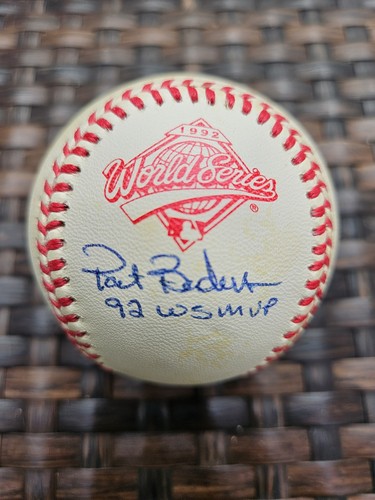 1992
World Series
®
Pat Borders
92 WS MVP